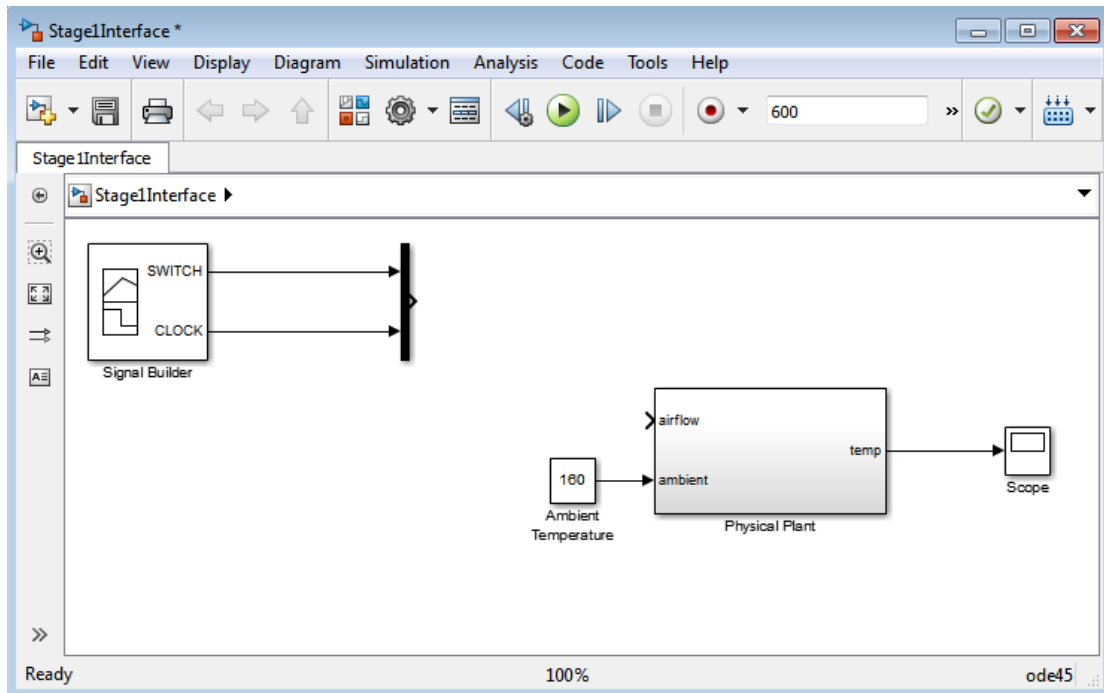 Stage1Interface *
File Edit View Display Diagram Simulation Analysis Code Tools Help
600
Stage1Interface
Stage1Interface
SWITCH
CLOCK
Signal Builder
airflow
temp
160
ambient
Scope
Ambient
Temperature
Physical Plant
Ready 100% ode45